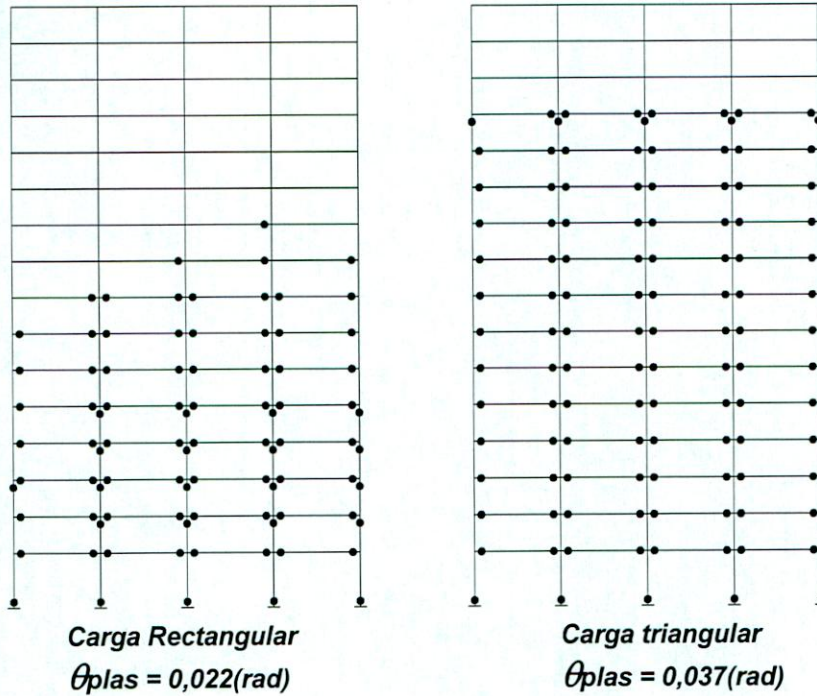 Carga Rectangular
θplas = 0,022(rad)
Carga triangular
θplas = 0,037(rad)